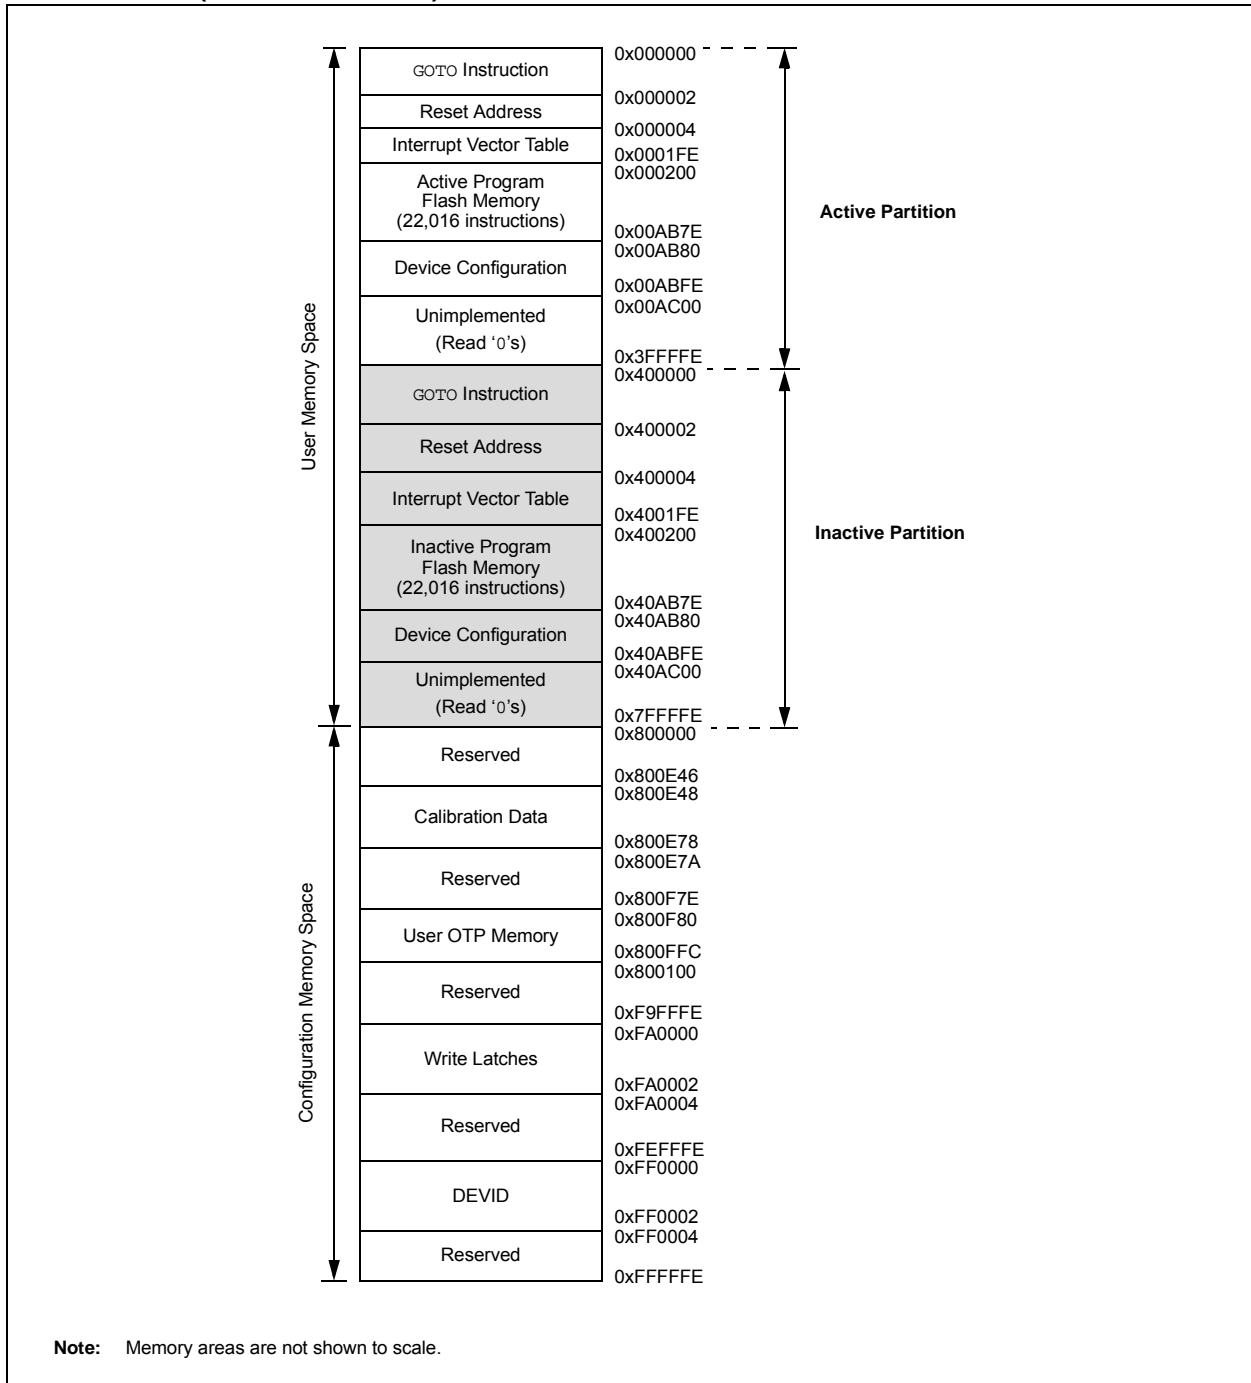 0x000000
GOTO Instruction
0x000002
Reset Address
0x000004
Interrupt Vector Table
0x0001FE
0x000200
Active Program
Flash Memory
(22,016 instructions)
Active Partition
0x00AB7E
0x00AB80
Device Configuration
0x00ABFE
0x00AC00
Unimplemented
(Read ‘0’s)
0x3FFFFE
0x400000
User Memory Space
GOTO Instruction
0x400002
Reset Address
0x400004
Interrupt Vector Table
0x4001FE
0x400200
Inactive Partition
Inactive Program
Flash Memory
(22,016 instructions)
0x40AB7E
0x40AB80
Device Configuration
0x40ABFE
0x40AC00
Unimplemented
(Read ‘0’s)
0x7FFFFE
0x800000
Reserved
0x800E46
0x800E48
Calibration Data
0x800E78
0x800E7A
Reserved
0x800F7E
0x800F80
User OTP Memory
0x800FFC
0x800100
Configuration Memory Space
Reserved
0xF9FFFE
0xFA0000
Write Latches
0xFA0002
0xFA0004
Reserved
0xFEFFFE
0xFF0000
DEVID
0xFF0002
0xFF0004
Reserved
0xFFFFFE
Note: Memory areas are not shown to scale.